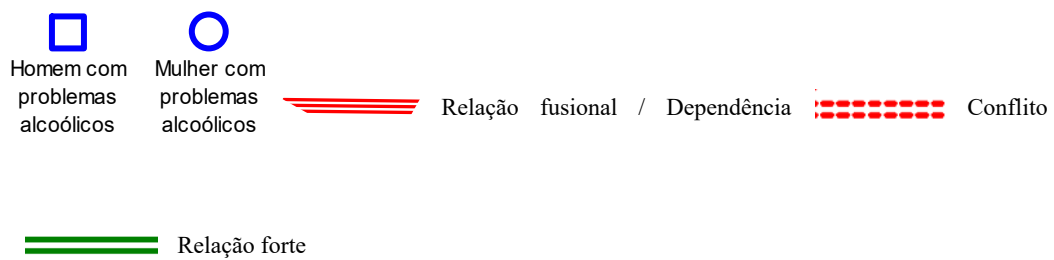 Homem com
problemas
alcoólicos
Mulher com
problemas
alcoólicos
Relação fusional / Dependência
Conflito
Relação forte